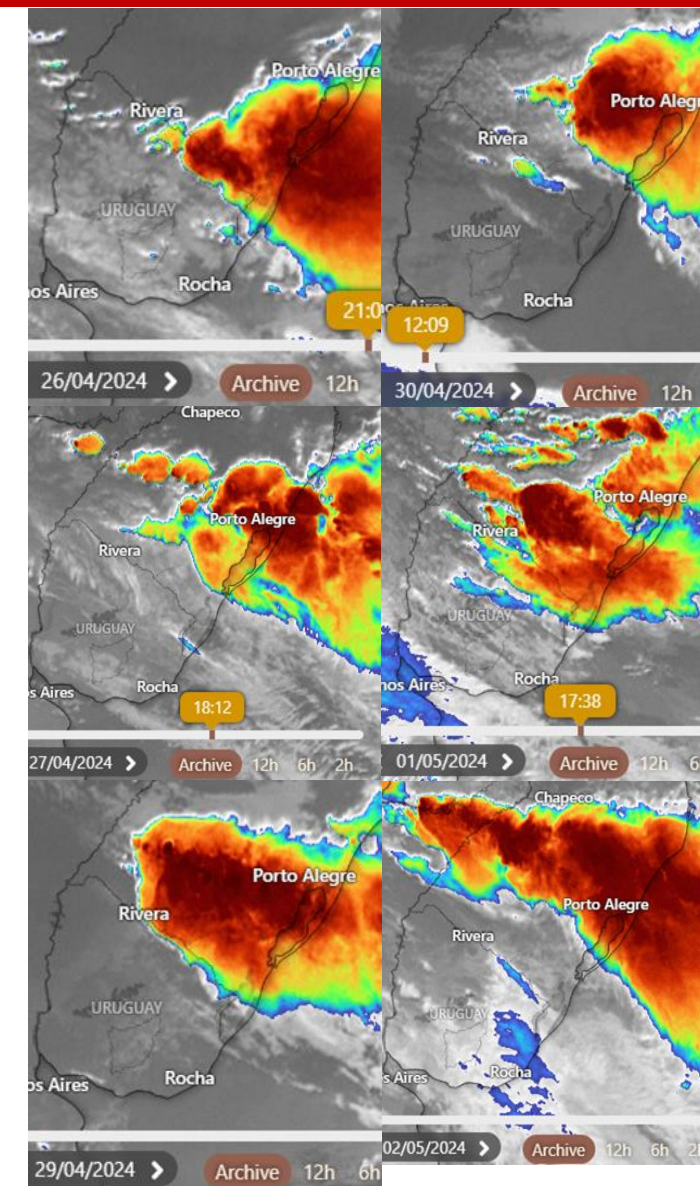 Porto Alegre
Rivera
URUGUAY
Rocha
os Aires
21:0
26/04/2024
Archive 12h
Porto Alegr
Rivera
URUGUAY
Rocha
12:09
30/04/2024
Archive 12h
Chapeco
Porto Alegre
Rivera
URUGUAY
s Aires
Rocha
18:12
27/04/2024
Archive 12h 6h 2h
Porto Alegre
Rivera
URUGUAY
nos Aires
Rocha
17:38
01/05/2024
Archive 12h 6
Porto Alegre
Rivera
URUGUAY
os Aires
Rocha
29/04/2024
Archive 12h 6h
Chapeco
Porto Alegre
Rivera
URUGUAY
s Aires
Rocha
02/05/2024
Archive 12h 6h 2